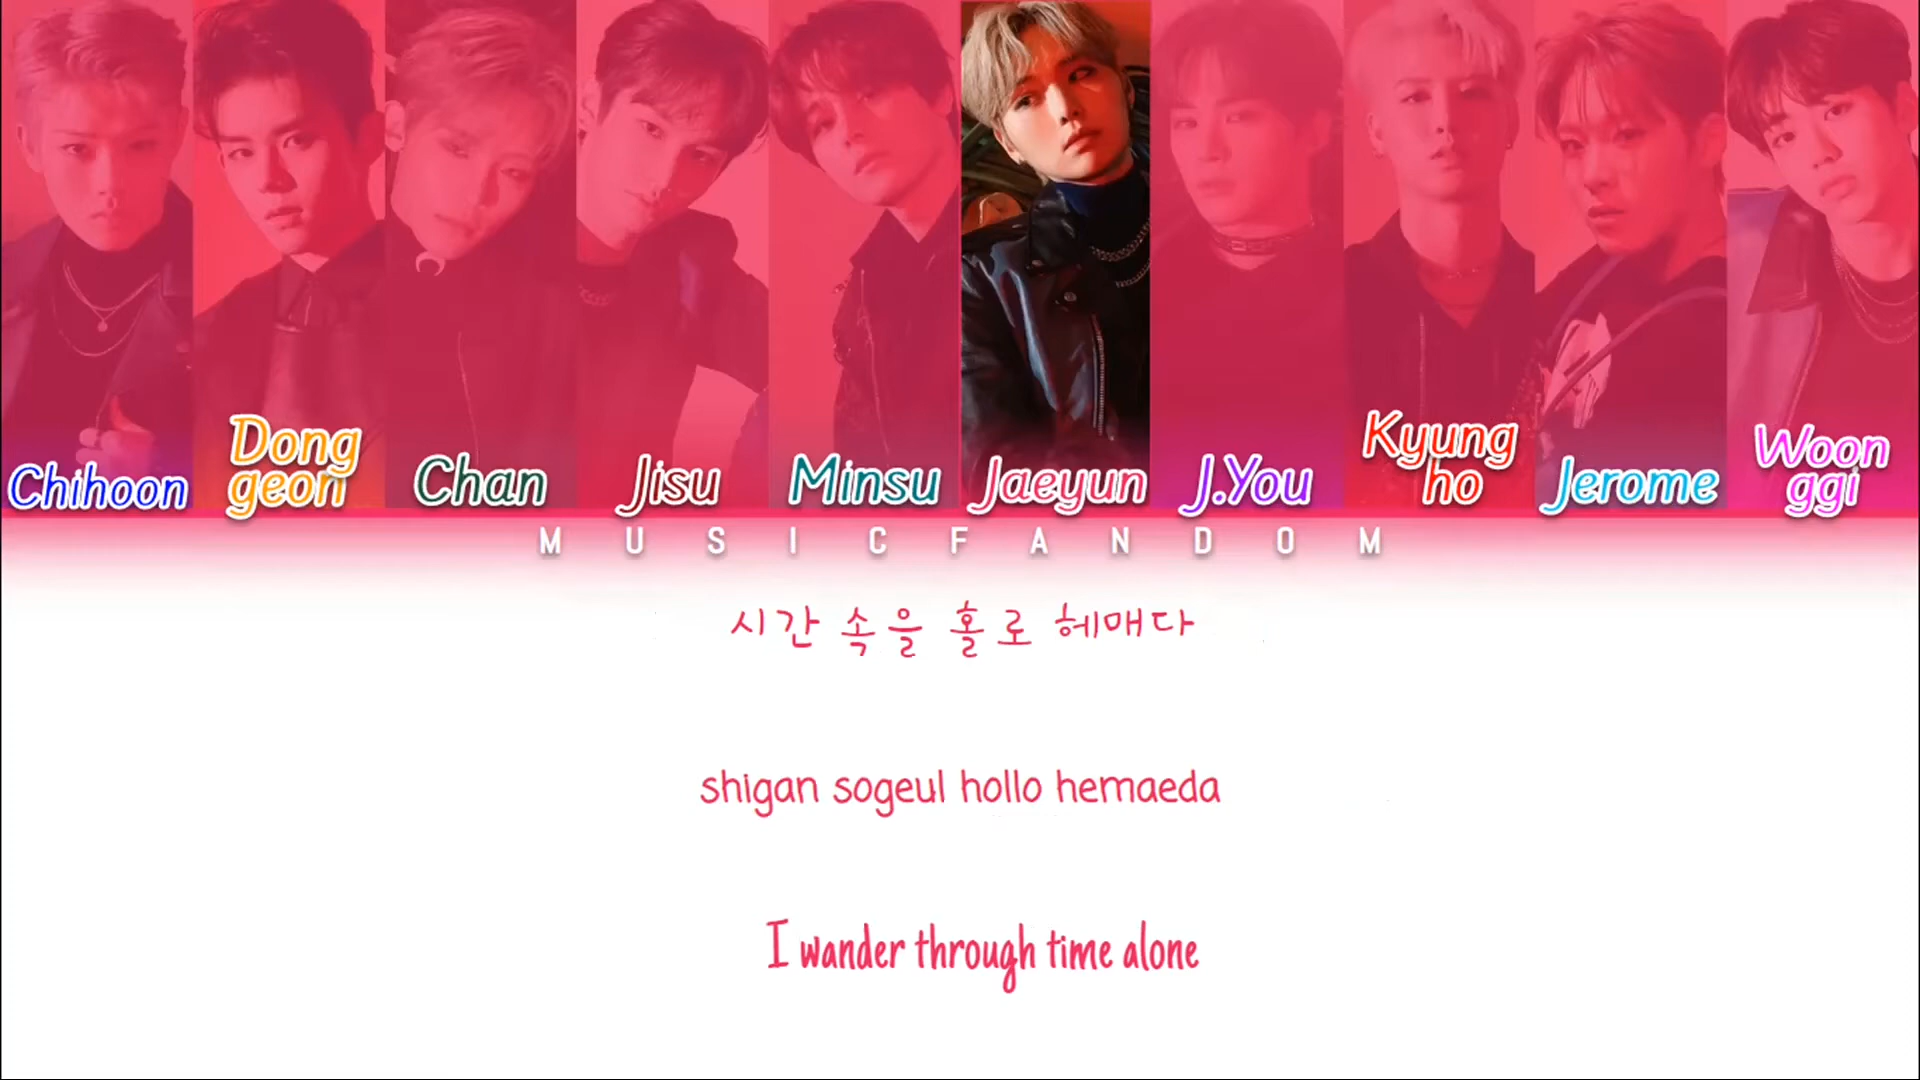 Chihoon
Dong
geon
Chan
Jisu
Minsu
Jaeyun
J.You
Kyung
ho
Jerome
Woon
ggi
MUSICFANDOM
시간 속을 홀로 헤매다
shigan sogeul hollo hemaeda
I wander through time alone